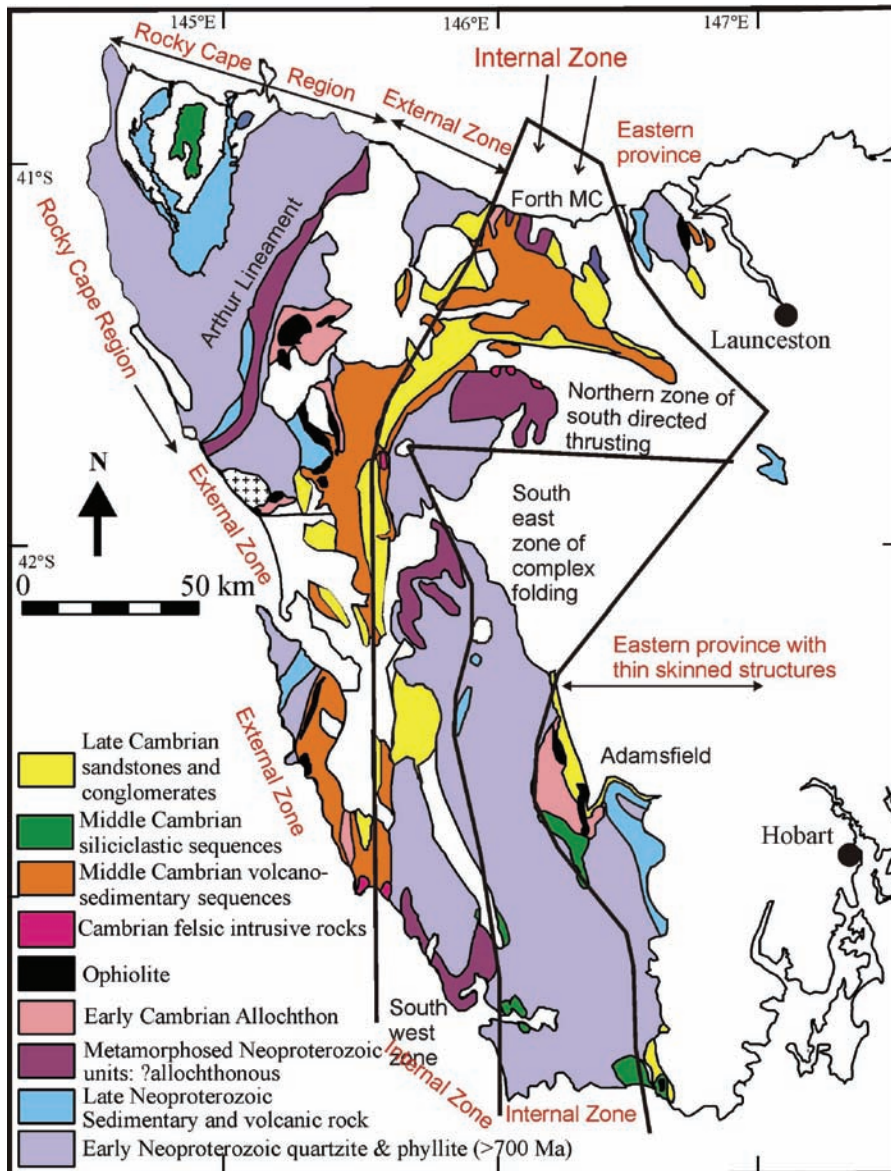 145°E
146°E
147°E
Rocky Cape
Region
External Zone
Internal Zone
Eastern
province
41°S
Forth MC
Arthur Lineament
Rocky Cape Region
Launceston
Northern zone of
south directed
thrusting
External Zone
N
South
east
zone of
complex
folding
42°S
0
50 km
Eastern province with
thin skinned structures
External Zone
Adamsfield
Hobart
Late Cambrian
sandstones and
conglomerates
Middle Cambrian
siliciclastic sequences
Middle Cambrian volcano-
sedimentary sequences
Cambrian felsic intrusive rocks
Ophiolite
Early Cambrian Allochthon
Metamorphosed Neoproterozoic
units: ?allochthonous
Late Neoproterozoic
Sedimentary and volcanic rock
Early Neoproterozoic quartzite & phyllite (>700 Ma)
South
west
zone
Internal Zone
Internal Zone